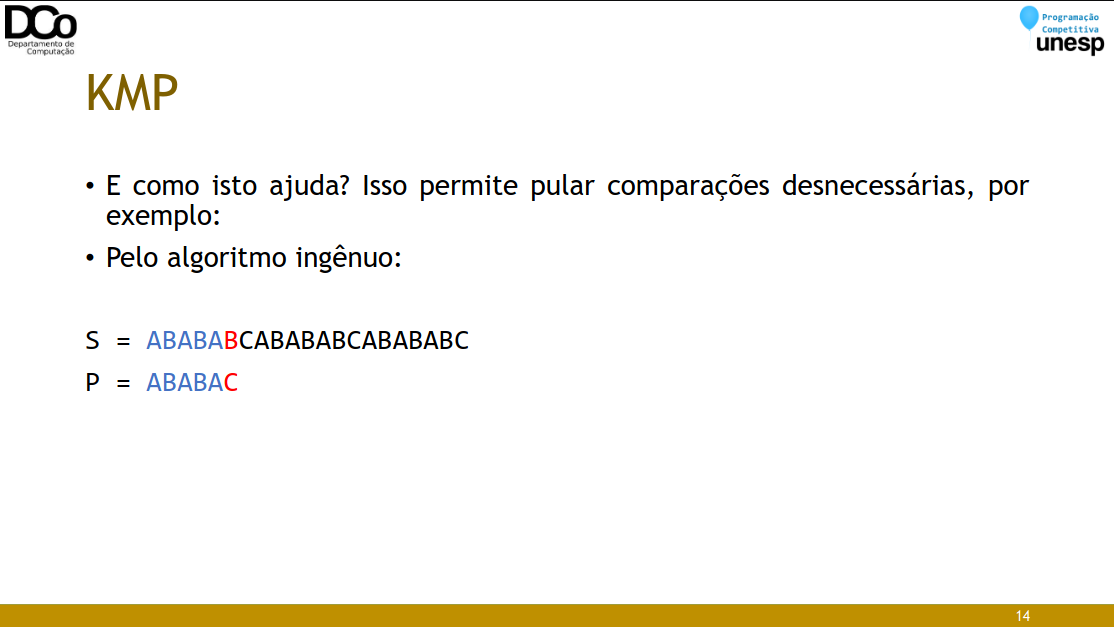 DCo
Departamento de
Computação
Programação
Competitiva
unesp
KMP
• E como isto ajuda? Isso permite pular comparações desnecessárias, por
exemplo:
• Pelo algoritmo ingênuo:
S = ABABABCABABABCABABABC
P = ABABAC
14